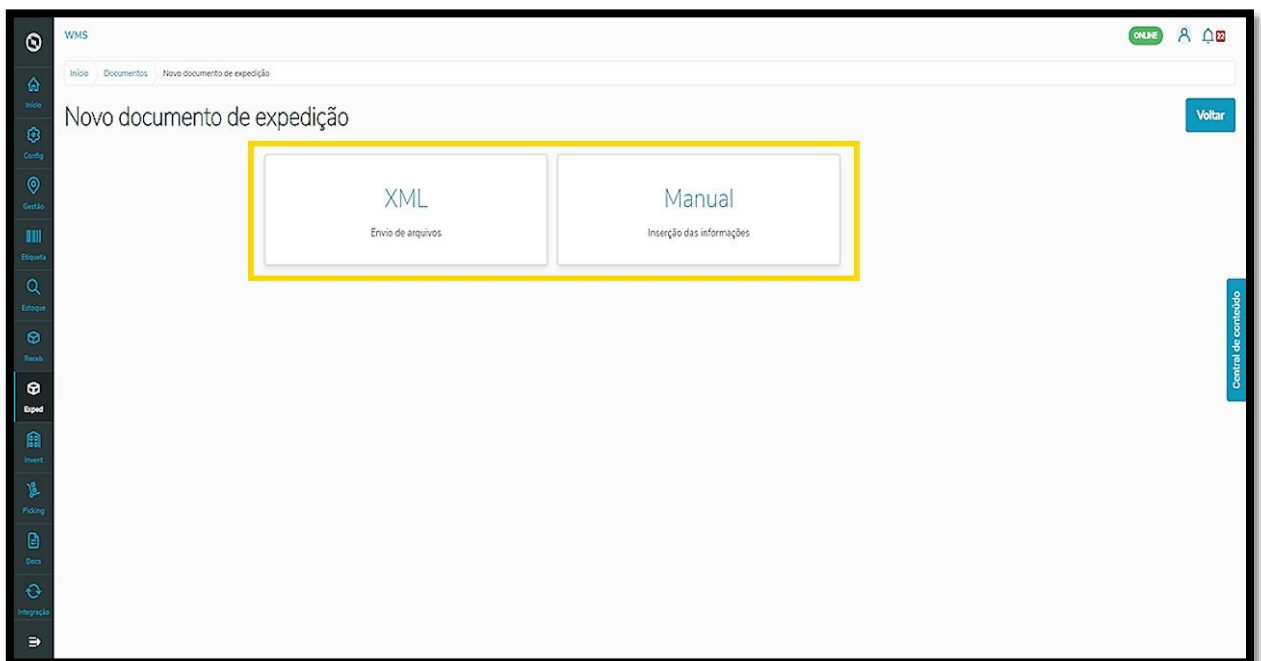 WMS
ONLINE
22
Início Documentos Novo documento de expedição
Novo documento de expedição
Voltar
XML
Envio de arquivos
Manual
Inserção das informações
Início
Config
Gestão
Etiqueta
Estoque
Receb
Exped
Invent
Picking
Docs
Integração
Central de conteúdo